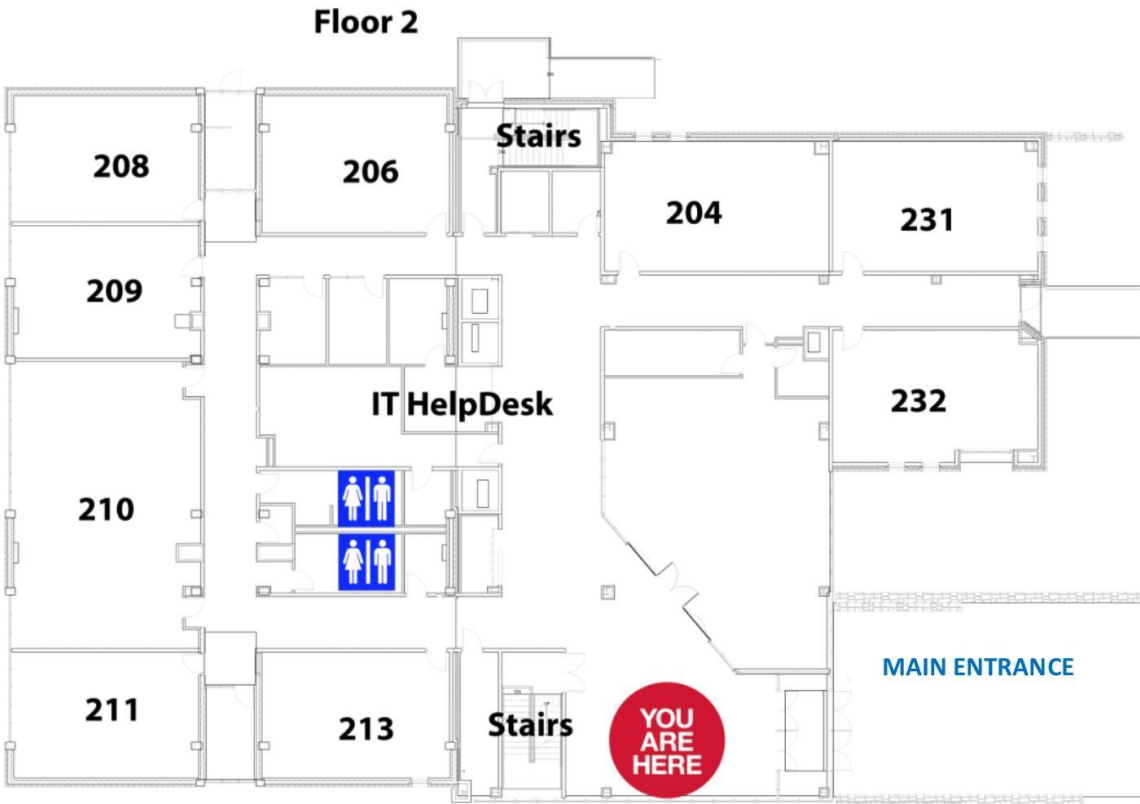 Floor 2
Stairs
208
206
204
231
209
IT HelpDesk
232
210
MAIN ENTRANCE
211
213
Stairs
YOU
ARE
HERE